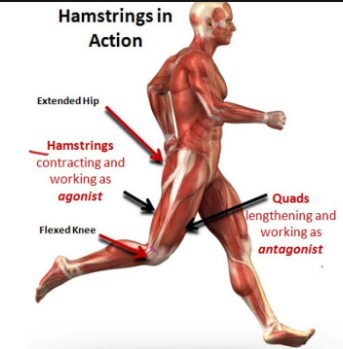 Hamstrings in
Action
Extended Hip
Hamstrings
contracting and
working as
agonist
Flexed Knee
Quads
lengthening and
working as
antagonist